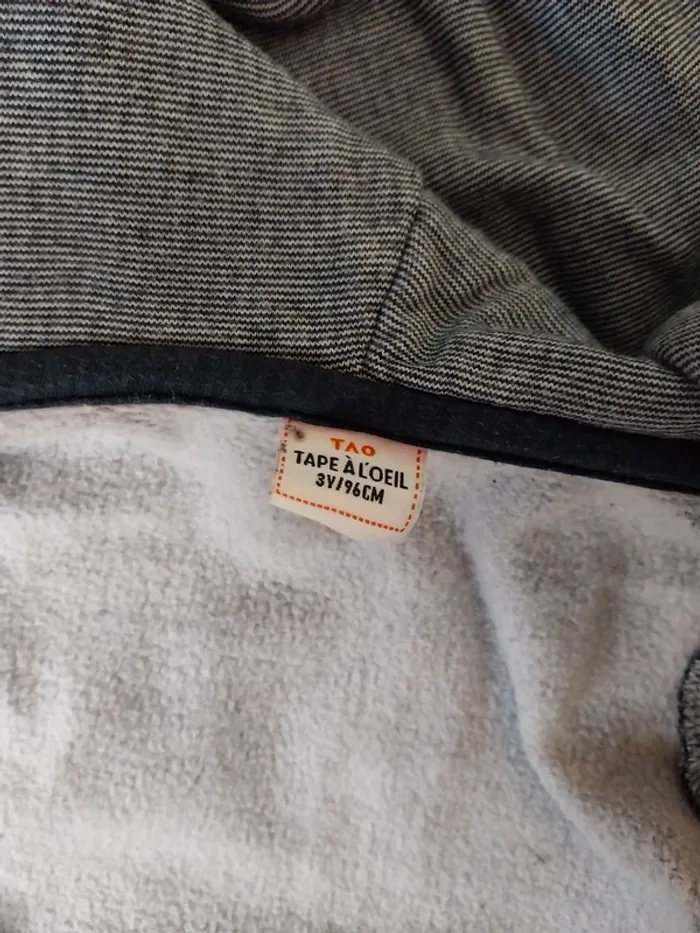 TAO
TAPE À L'OEIL
3Y/96CM